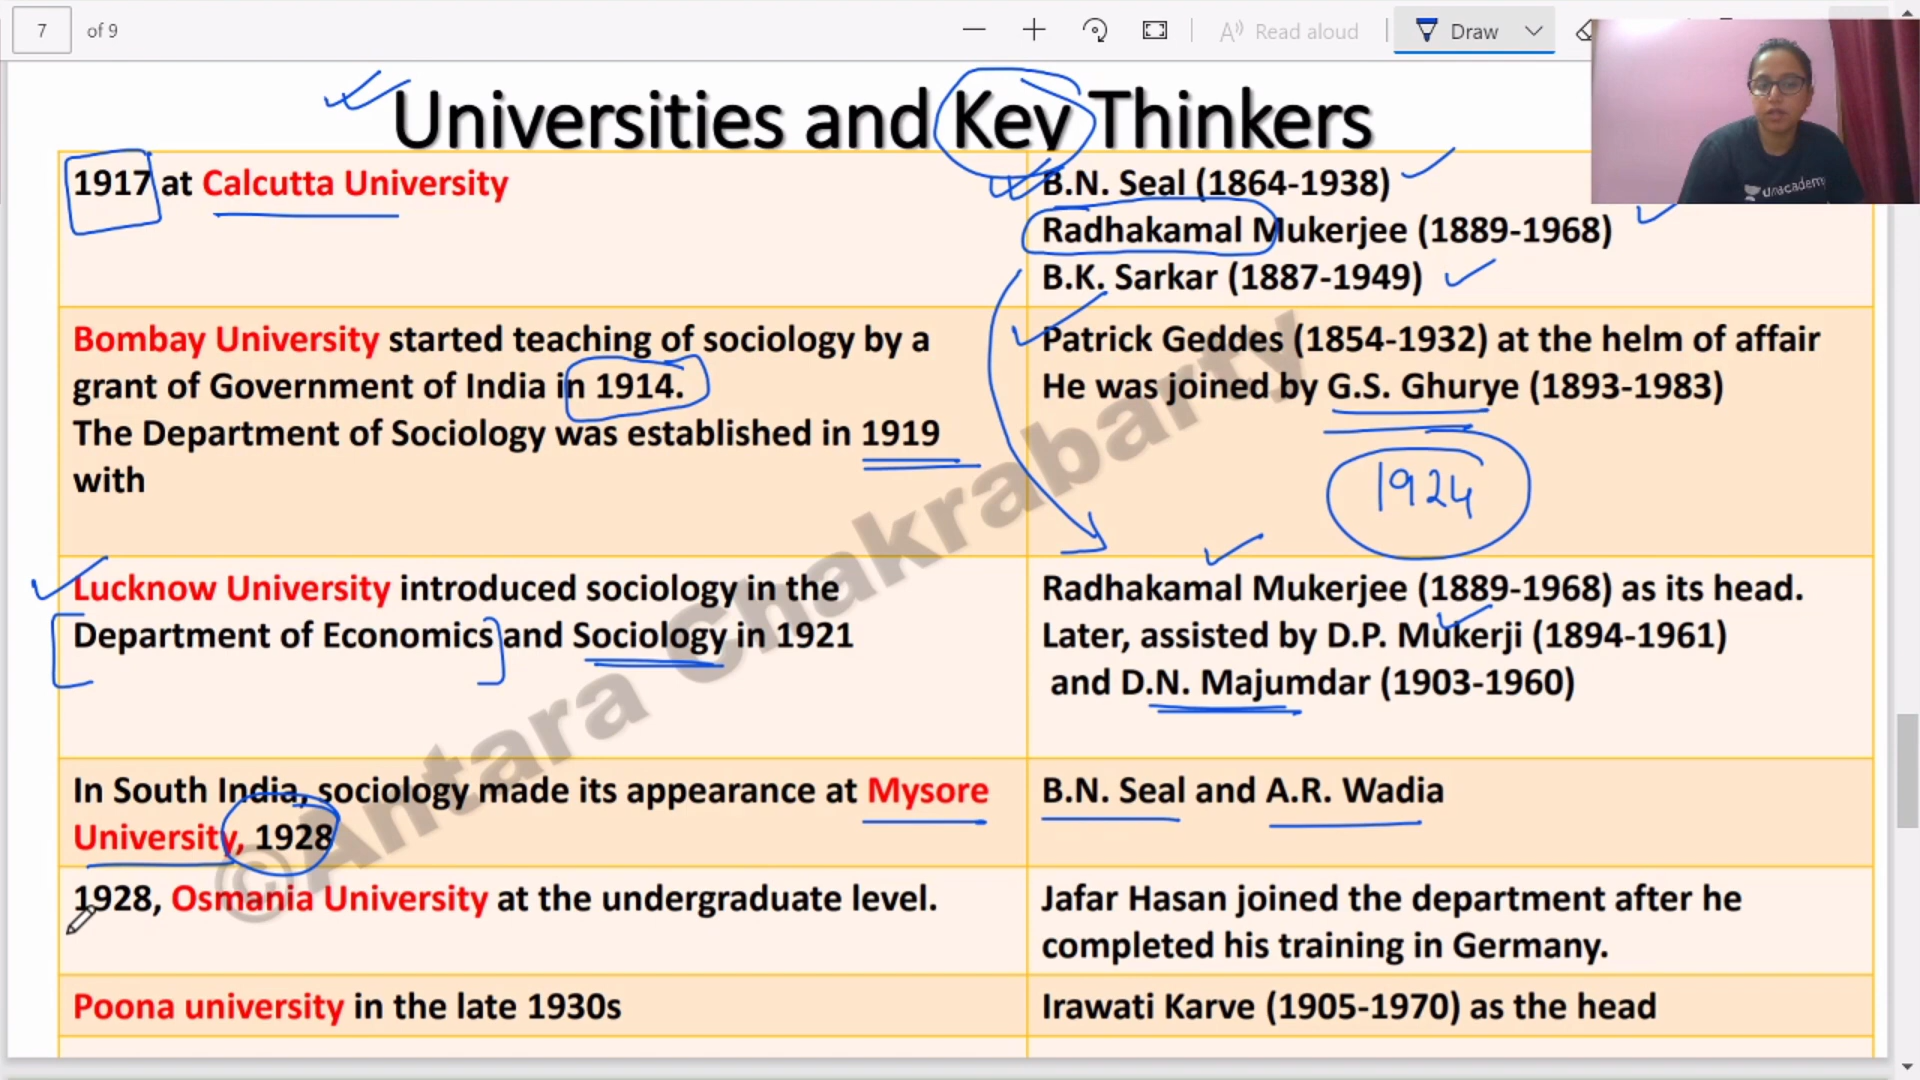 7 of 9 Read aloud Draw
Universities and Key Thinkers
1917 at Calcutta University
B.N. Seal (1864-1938)
Radhakamal Mukerjee (1889-1968)
B.K. Sarkar (1887-1949)
Bombay University started teaching of sociology by a
grant of Government of India in 1914.
The Department of Sociology was established in 1919
with
Patrick Geddes (1854-1932) at the helm of affair
He was joined by G.S. Ghurye (1893-1983)
1924
Lucknow University introduced sociology in the
Department of Economics and Sociology in 1921
Radhakamal Mukerjee (1889-1968) as its head.
Later, assisted by D.P. Mukerji (1894-1961)
and D.N. Majumdar (1903-1960)
In South India, sociology made its appearance at Mysore
University, 1928
B.N. Seal and A.R. Wadia
1928, Osmania University at the undergraduate level.
Jafar Hasan joined the department after he
completed his training in Germany.
Poona university in the late 1930s
Irawati Karve (1905-1970) as the head
©Antara Chakrabarty
unacademy